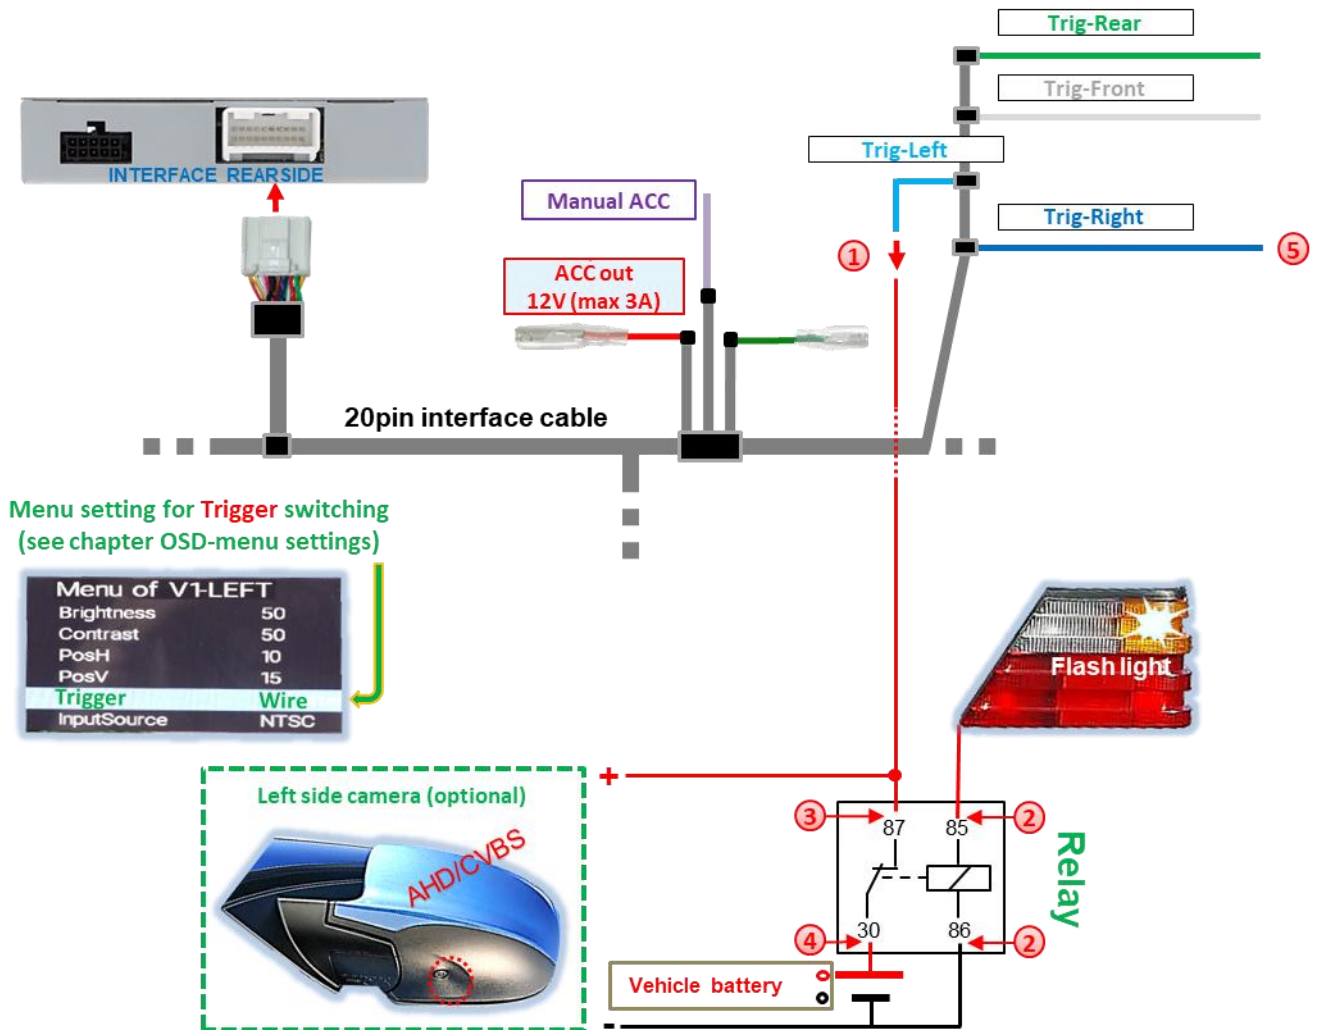 Trig-Rear
Trig-Front
Trig-Left
Trig-Right
5
INTERFACE REARSIDE
Manual ACC
1
ACC out
12V (max 3A)
20pin interface cable
Menu setting for Trigger switching
(see chapter OSD-menu settings)
Menu of V1-LEFT
Brightness 50
Contrast 50
PosH 10
PosV 15
Trigger Wire
InputSource NTSC
Flash light
Left side camera (optional)
AHD/CVBS
+
3
87
85
2
Relay
4
30
86
2
Vehicle battery
-